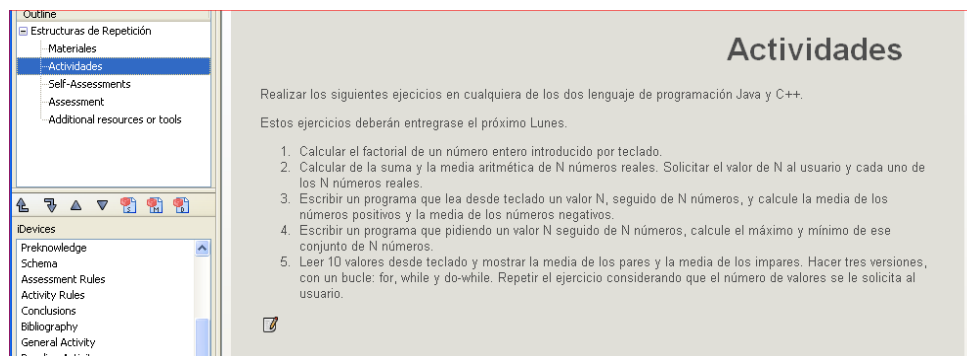 Outline
Estructuras de Repetición
Materiales
Actividades
Self-Assessments
Assessment
Additional resources or tools
iDevices
Preknowledge
Schema
Assessment Rules
Activity Rules
Conclusions
Bibliography
General Activity
Actividades
Realizar los siguientes ejecicios en cualquiera de los dos lenguaje de programación Java y C++.
Estos ejercicios deberán entregrase el próximo Lunes.
1. Calcular el factorial de un número entero introducido por teclado.
2. Calcular de la suma y la media aritmética de N números reales. Solicitar el valor de N al usuario y cada uno de
los N números reales.
3. Escribir un programa que lea desde teclado un valor N, seguido de N números, y calcule la media de los
números positivos y la media de los números negativos.
4. Escribir un programa que pidiendo un valor N seguido de N números, calcule el máximo y mínimo de ese
conjunto de N números.
5. Leer 10 valores desde teclado y mostrar la media de los pares y la media de los impares. Hacer tres versiones,
con un bucle: for, while y do-while. Repetir el ejercicio considerando que el número de valores se le solicita al
usuario.